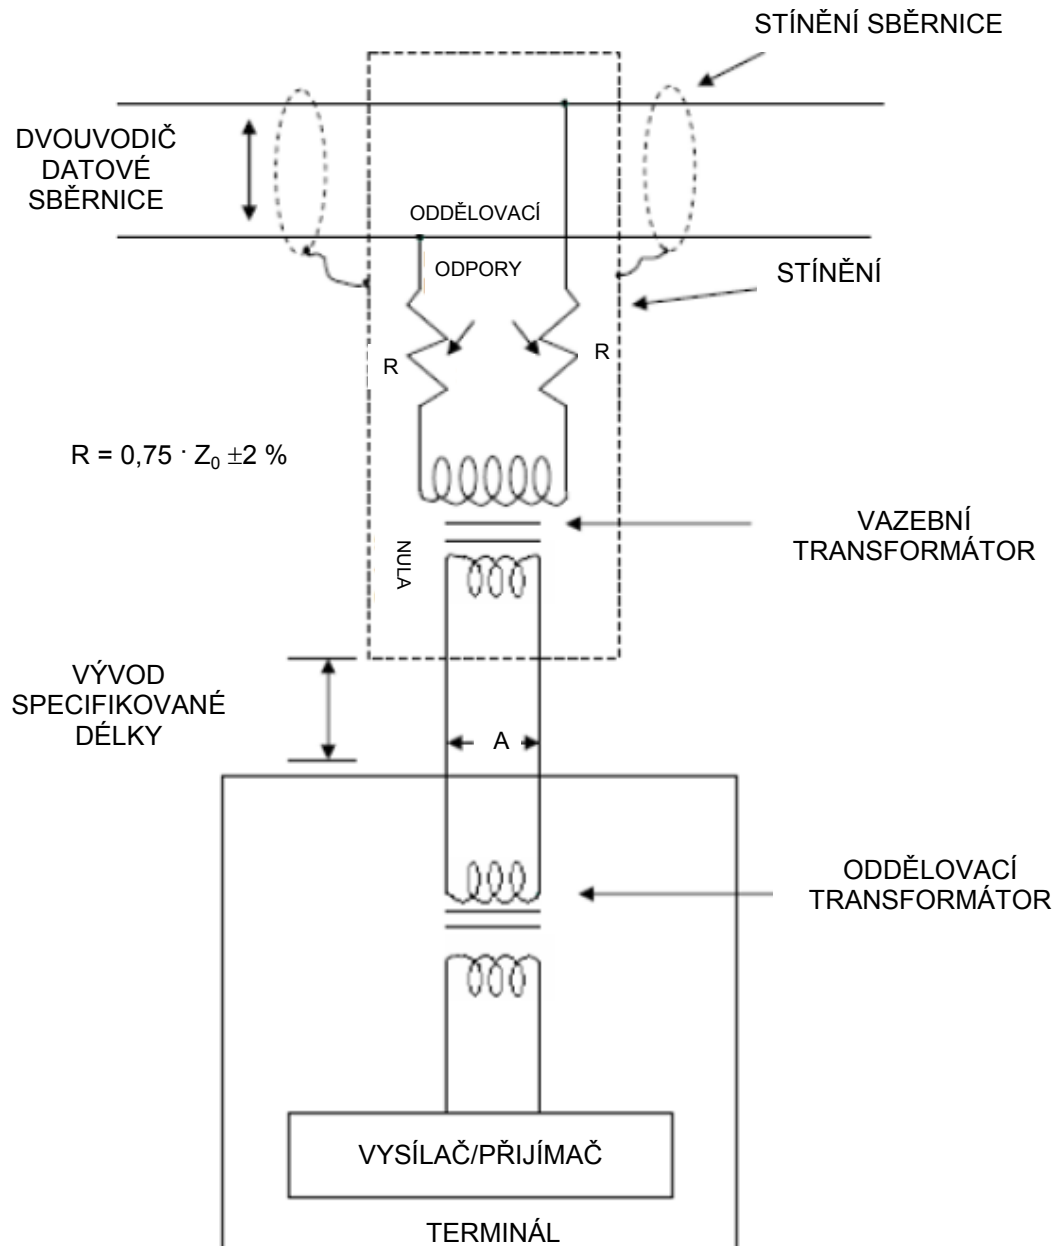 STÍNĚNÍ SBĚRNICE
DVOUVODIČ
DATOVÉ
SBĚRNICE
ODDĚLOVACÍ
ODPORY
STÍNĚNÍ
R
R
R = 0,75 · Z₀ ±2 %
VAZEBNÍ
TRANSFORMÁTOR
NULA
VÝVOD
SPECIFIKOVANÉ
DÉLKY
A
ODDĚLOVACÍ
TRANSFORMÁTOR
VYSÍLAČ/PŘIJÍMAČ
TERMINÁL